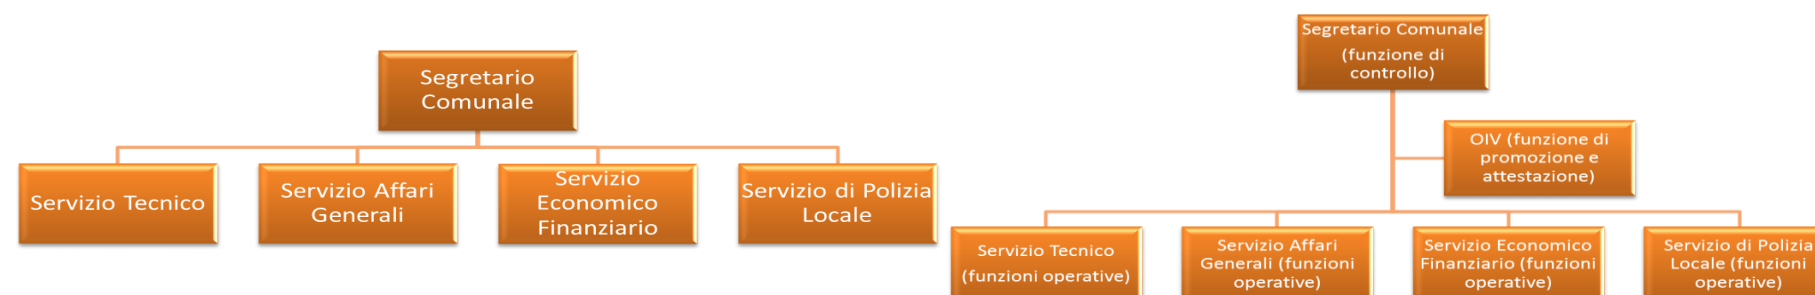 Segretario
Comunale
Servizio Tecnico
Servizio Affari
Generali
Servizio
Economico
Finanziario
Servizio di Polizia
Locale
Segretario Comunale
(funzione di
controllo)
OIV (funzione di
promozione e
attestazione)
Servizio Tecnico
(funzioni operative)
Servizio Affari
Generali (funzioni
operative)
Servizio Economico
Finanziario (funzioni
operative)
Servizio di Polizia
Locale (funzioni
operative)